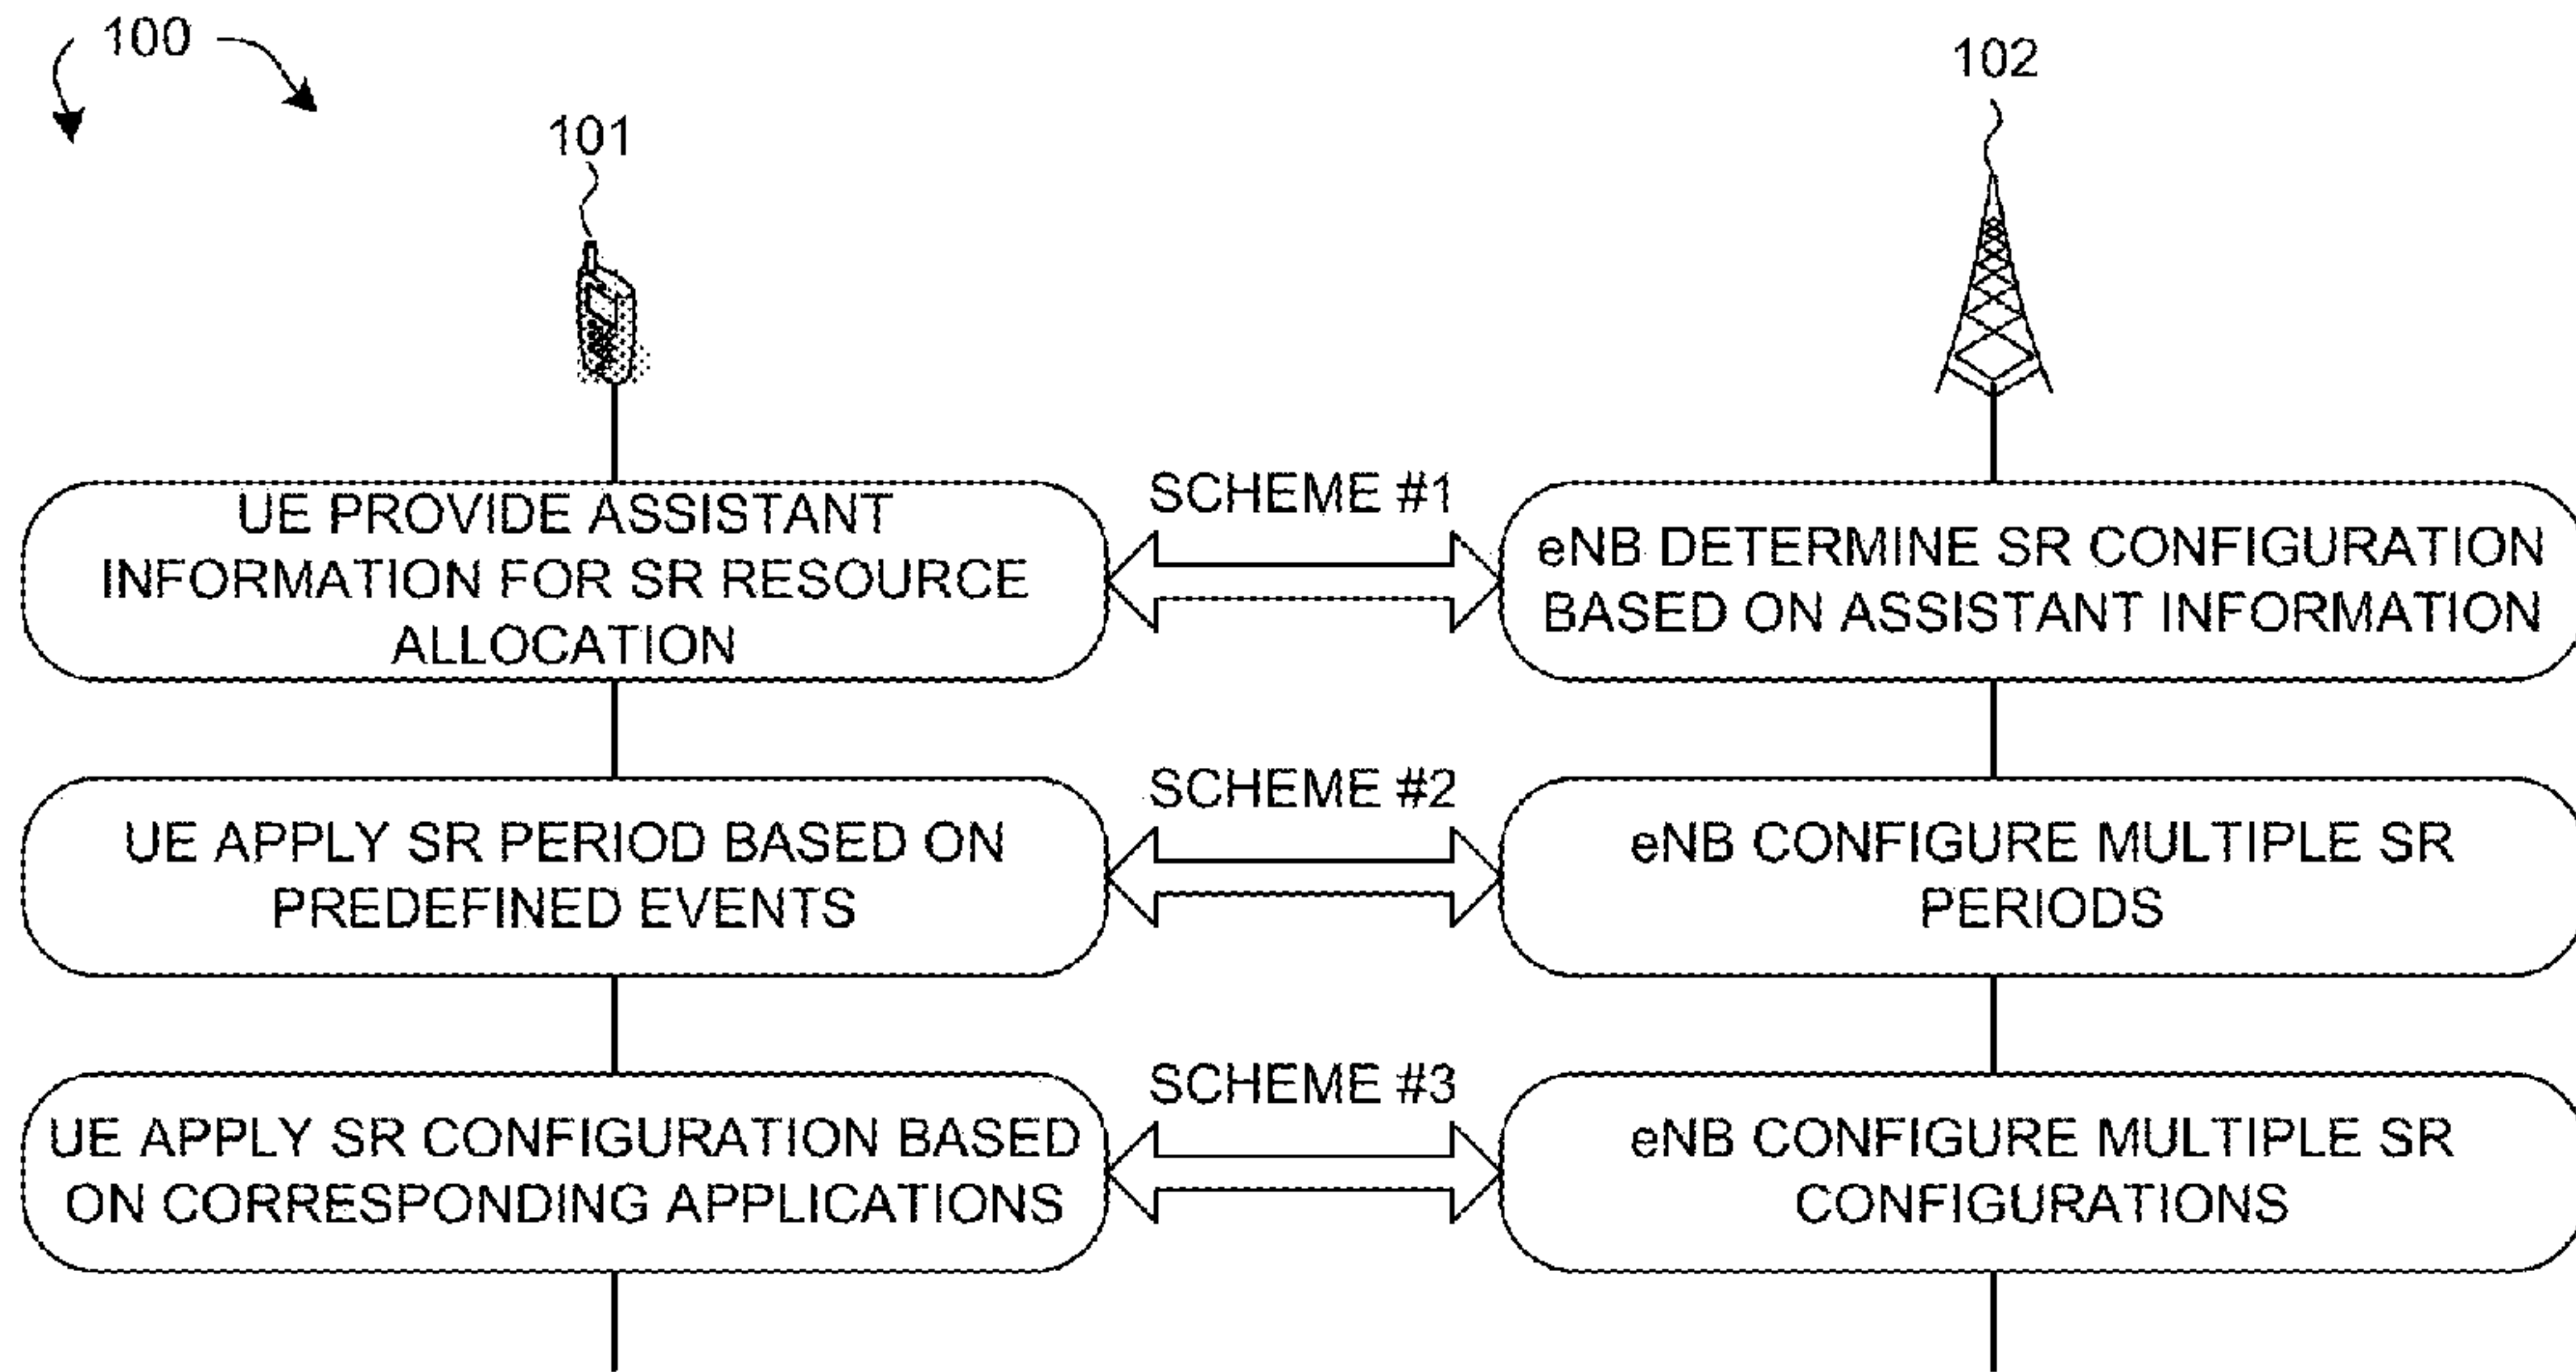 100
102
101
SCHEME #1
UE PROVIDE ASSISTANT
INFORMATION FOR SR RESOURCE
ALLOCATION
eNB DETERMINE SR CONFIGURATION
BASED ON ASSISTANT INFORMATION
SCHEME #2
UE APPLY SR PERIOD BASED ON
PREDEFINED EVENTS
eNB CONFIGURE MULTIPLE SR
PERIODS
SCHEME #3
UE APPLY SR CONFIGURATION BASED
ON CORRESPONDING APPLICATIONS
eNB CONFIGURE MULTIPLE SR
CONFIGURATIONS